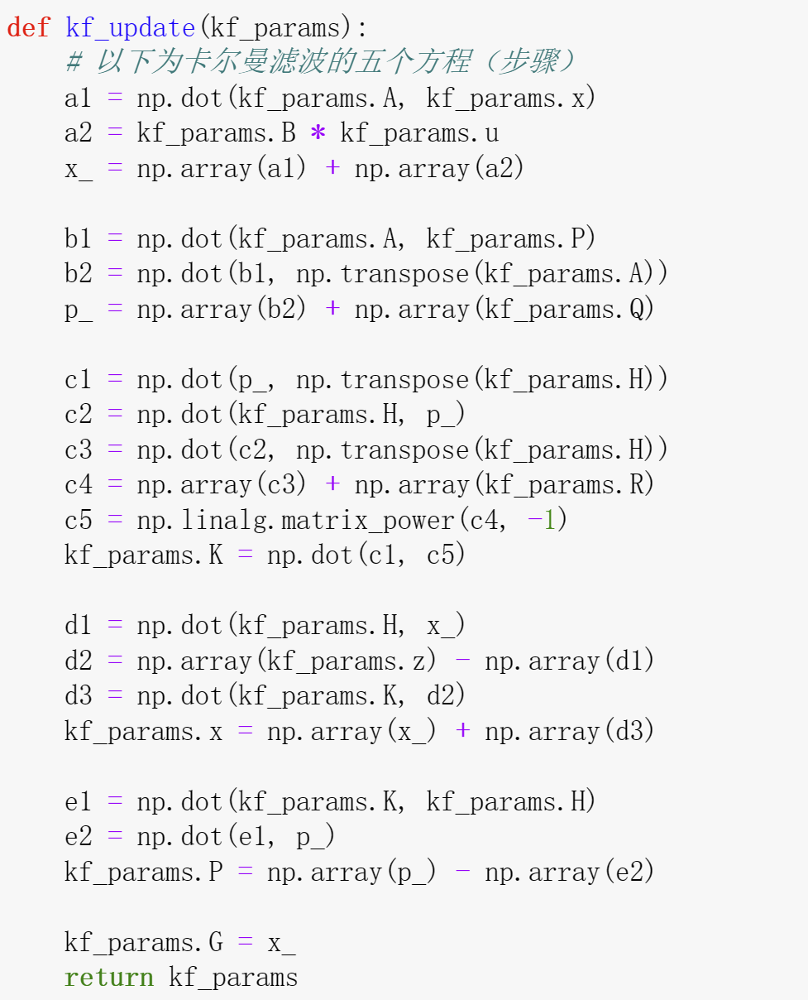 def kf_update(kf_params):
    # 以下为卡尔曼滤波的五个方程（步骤）
    a1 = np.dot(kf_params.A, kf_params.x)
    a2 = kf_params.B * kf_params.u
    x_ = np.array(a1) + np.array(a2)

    b1 = np.dot(kf_params.A, kf_params.P)
    b2 = np.dot(b1, np.transpose(kf_params.A))
    p_ = np.array(b2) + np.array(kf_params.Q)

    c1 = np.dot(p_, np.transpose(kf_params.H))
    c2 = np.dot(kf_params.H, p_)
    c3 = np.dot(c2, np.transpose(kf_params.H))
    c4 = np.array(c3) + np.array(kf_params.R)
    c5 = np.linalg.matrix_power(c4, -1)
    kf_params.K = np.dot(c1, c5)

    d1 = np.dot(kf_params.H, x_)
    d2 = np.array(kf_params.z) - np.array(d1)
    d3 = np.dot(kf_params.K, d2)
    kf_params.x = np.array(x_) + np.array(d3)

    e1 = np.dot(kf_params.K, kf_params.H)
    e2 = np.dot(e1, p_)
    kf_params.P = np.array(p_) - np.array(e2)

    kf_params.G = x_
    return kf_params